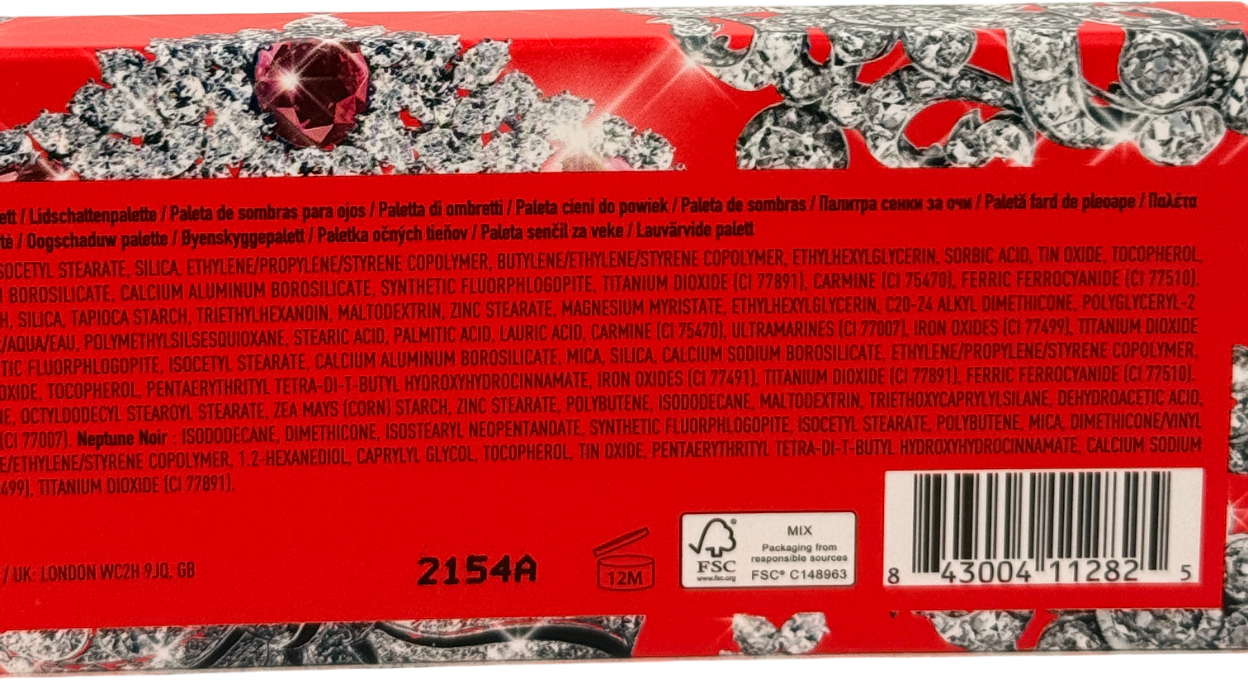 ett / Lidschattenpalette / Paleta de sombras para ojos / Paletta di ombretti / Paleta cieni do powiek / Paleta de sombras / Палитра сенки за очи / Paletă fard de pleoape / Παλέτα
té / Oogschaduw palette / Øyenskyggepalett / Paletka očných tieňov / Paleta senčil za veke / Lauvärvide palett
SOCETYL STEARATE, SILICA, ETHYLENE/PROPYLENE/STYRENE COPOLYMER, BUTYLENE/ETHYLENE/STYRENE COPOLYMER, ETHYLHEXYLGLYCERIN, SORBIC ACID, TIN OXIDE, TOCOPHEROL,
BOROSILICATE, CALCIUM ALUMINUM BOROSILICATE, SYNTHETIC FLUORPHLOGOPITE, TITANIUM DIOXIDE (CI 77891), CARMINE (CI 75470), FERRIC FERROCYANIDE (CI 77510).
H, SILICA, TAPIOCA STARCH, TRIETHYLHEXANOIN, MALTODEXTRIN, ZINC STEARATE, MAGNESIUM MYRISTATE, ETHYLHEXYLGLYCERIN, C20-24 ALKYL DIMETHICONE, POLYGLYCERYL-2
/AQUA/EAU, POLYMETHYLSILSESQUIOXANE, STEARIC ACID, PALMITIC ACID, LAURIC ACID, CARMINE (CI 75470), ULTRAMARINES (CI 77007), IRON OXIDES (CI 77499), TITANIUM DIOXIDE
TIC FLUORPHLOGOPITE, ISOCETYL STEARATE, CALCIUM ALUMINUM BOROSILICATE, MICA, SILICA, CALCIUM SODIUM BOROSILICATE, ETHYLENE/PROPYLENE/STYRENE COPOLYMER,
OXIDE, TOCOPHEROL, PENTAERYTHRITYL TETRA-DI-T-BUTYL HYDROXYHYDROCINNAMATE, IRON OXIDES (CI 77491), TITANIUM DIOXIDE (CI 77891), FERRIC FERROCYANIDE (CI 77510).
NE, OCTYLDODECYL STEAROYL STEARATE, ZEA MAYS (CORN) STARCH, ZINC STEARATE, POLYBUTENE, ISODODECANE, MALTODEXTRIN, TRIETHOXYCAPRYLYLSILANE, DEHYDROACETIC ACID,
(CI 77007). Neptune Noir : ISODODECANE, DIMETHICONE, ISOSTEARYL NEOPENTANOATE, SYNTHETIC FLUORPHLOGOPITE, ISOCETYL STEARATE, POLYBUTENE, MICA, DIMETHICONE/VINYL
E/ETHYLENE/STYRENE COPOLYMER, 1,2-HEXANEDIOL, CAPRYLYL GLYCOL, TOCOPHEROL, TIN OXIDE, PENTAERYTHRITYL TETRA-DI-T-BUTYL HYDROXYHYDROCINNAMATE, CALCIUM SODIUM
499), TITANIUM DIOXIDE (CI 77891).
/ UK: LONDON WC2H 9JQ, GB
2154A
12M
FSC
www.fsc.org
MIX
Packaging from
responsible sources
FSC® C148963
8 43004 11282 5